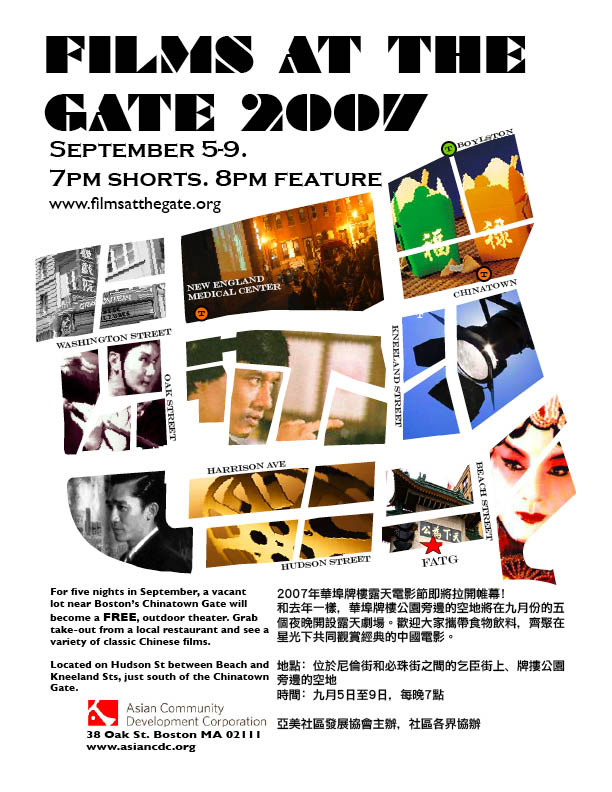 FILMS AT THE
GATE 2007
SEPTEMBER 5-9.
7PM SHORTS. 8PM FEATURE
www.filmsatthegate.org
T BOYLSTON
福 祿
T
CHINATOWN
NEW ENGLAND
MEDICAL CENTER
T
WASHINGTON STREET
OAK STREET
KNEELAND STREET
HARRISON AVE
BEACH STREET
天下為公
HUDSON STREET
FATG
For five nights in September, a vacant
lot near Boston's Chinatown Gate will
become a FREE, outdoor theater. Grab
take-out from a local restaurant and see a
variety of classic Chinese films.
Located on Hudson St between Beach and
Kneeland Sts, just south of the Chinatown
Gate.
Asian Community
Development Corporation
38 Oak St. Boston MA 02111
www.asiancdc.org
2007年華埠牌樓露天電影節即將拉開帷幕!
和去年一樣，華埠牌樓公園旁邊的空地將在九月份的五
個夜晚開設露天劇場。歡迎大家攜帶食物飲料，齊聚在
星光下共同觀賞經典的中國電影。
地點：位於尼倫街和必珠街之間的乞臣街上、牌摟公園
旁邊的空地
時間：九月5日至9日，每晚7點
亞美社區發展協會主辦，社區各界協辦